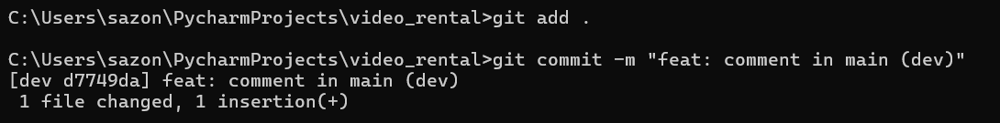 C:\Users\sazon\PycharmProjects\video_rental>git add .
C:\Users\sazon\PycharmProjects\video_rental>git commit -m "feat: comment in main (dev)"
[dev d7749da] feat: comment in main (dev)
 1 file changed, 1 insertion(+)